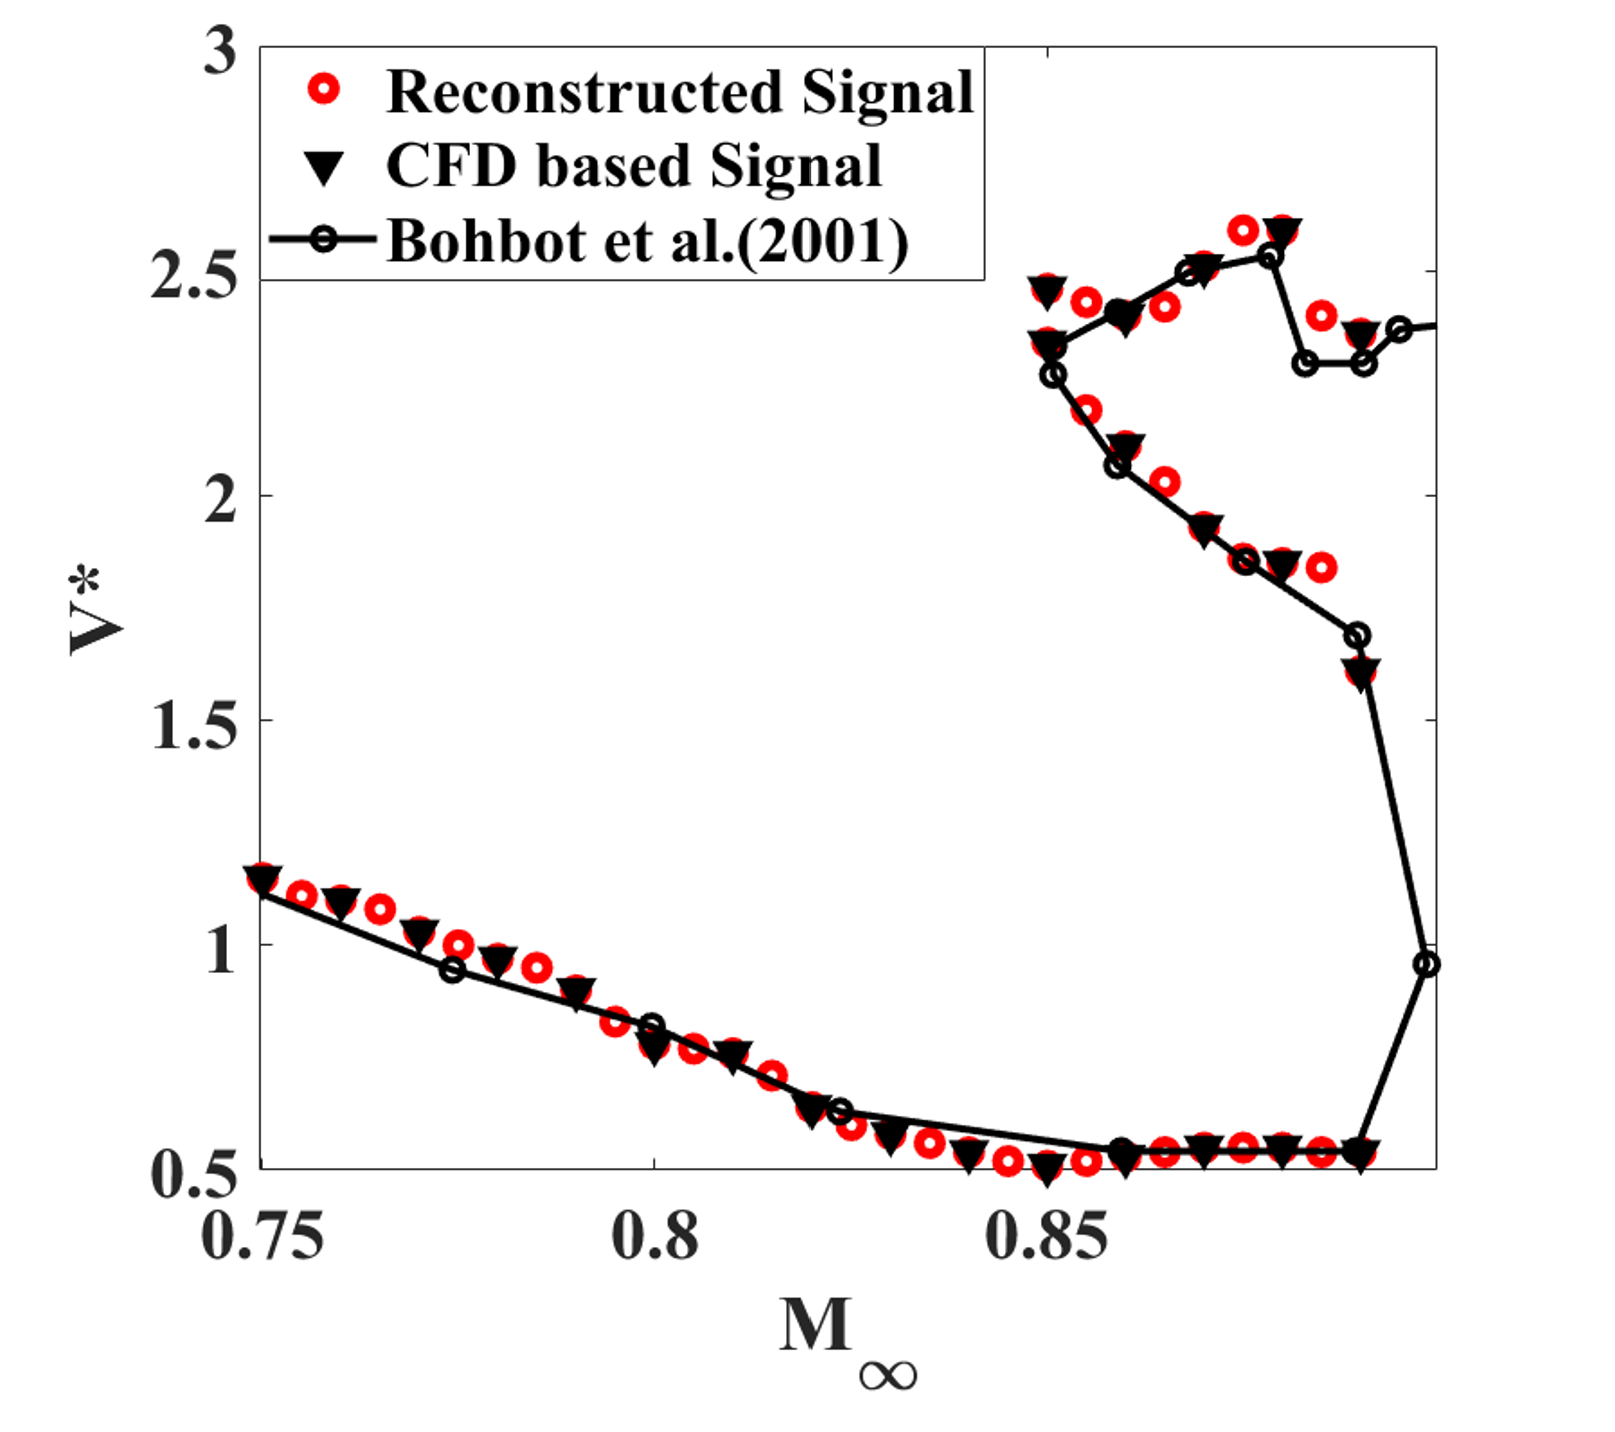 3
2.5
2
1.5
1
0.5
Reconstructed Signal
CFD based Signal
Bohbot et al.(2001)
V*
0.75 0.8 0.85
M∞